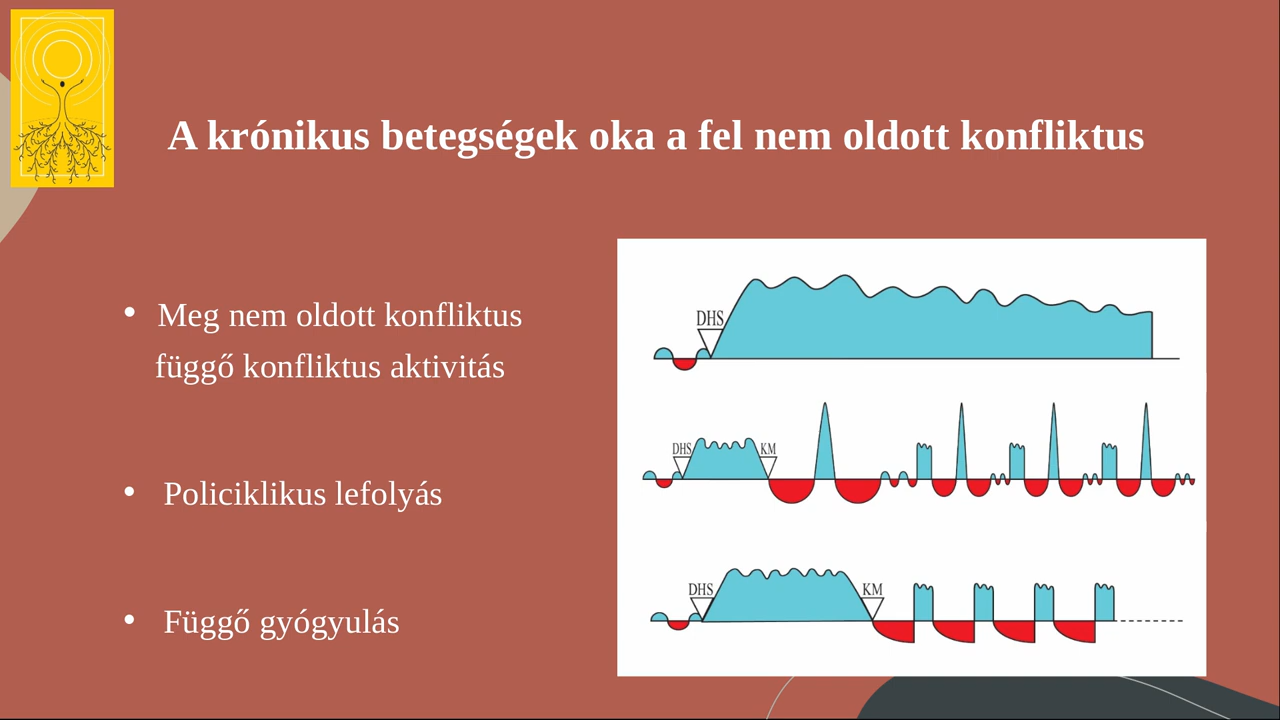 A krónikus betegségek oka a fel nem oldott konfliktus
• Meg nem oldott konfliktus
függő konfliktus aktivitás
• Policiklikus lefolyás
• Függő gyógyulás
DHS
DHS KM
DHS KM